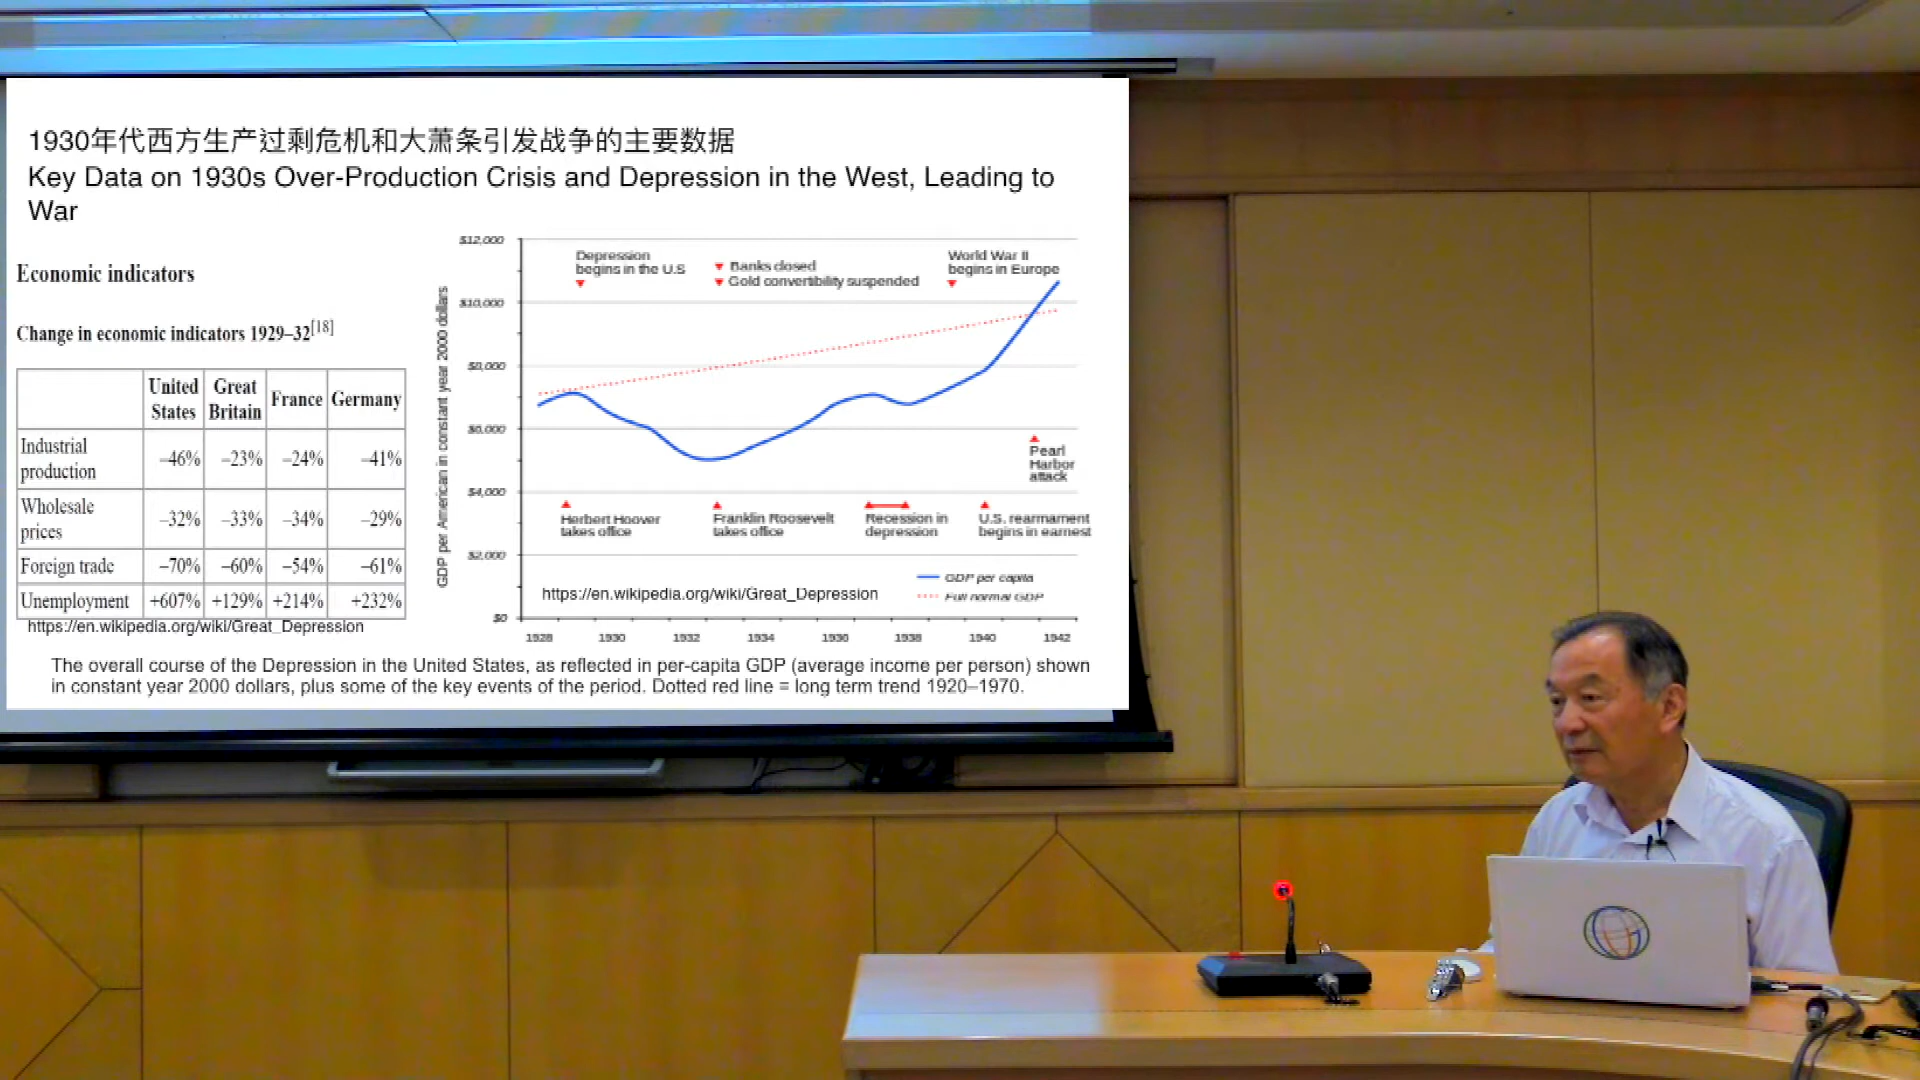 1930年代西方生产过剩危机和大萧条引发战争的主要数据
Key Data on 1930s Over-Production Crisis and Depression in the West, Leading to
War
Economic indicators
Change in economic indicators 1929–32[18]
United States Great Britain France Germany
Industrial production –46% –23% –24% –41%
Wholesale prices –32% –33% –34% –29%
Foreign trade –70% –60% –54% –61%
Unemployment +607% +129% +214% +232%
https://en.wikipedia.org/wiki/Great_Depression
GDP per American in constant year 2000 dollars
$12,000
$10,000
$8,000
$6,000
$4,000
$2,000
$0
Depression
begins in the U.S
Banks closed
Gold convertibility suspended
World War II
begins in Europe
Pearl
Harbor
attack
Herbert Hoover
takes office
Franklin Roosevelt
takes office
Recession in
depression
U.S. rearmament
begins in earnest
GDP per capita
Full normal GDP
https://en.wikipedia.org/wiki/Great_Depression
1928 1930 1932 1934 1936 1938 1940 1942
The overall course of the Depression in the United States, as reflected in per-capita GDP (average income per person) shown
in constant year 2000 dollars, plus some of the key events of the period. Dotted red line = long term trend 1920–1970.